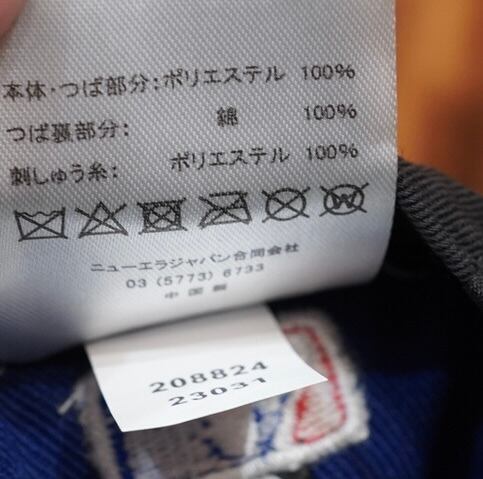 本体・つば部分：ポリエステル 100%
つば裏部分： 綿 100%
刺しゅう糸： ポリエステル 100%
W
ニューエラジャパン合同会社
03 (5773) 6733
中国製
208824
23031